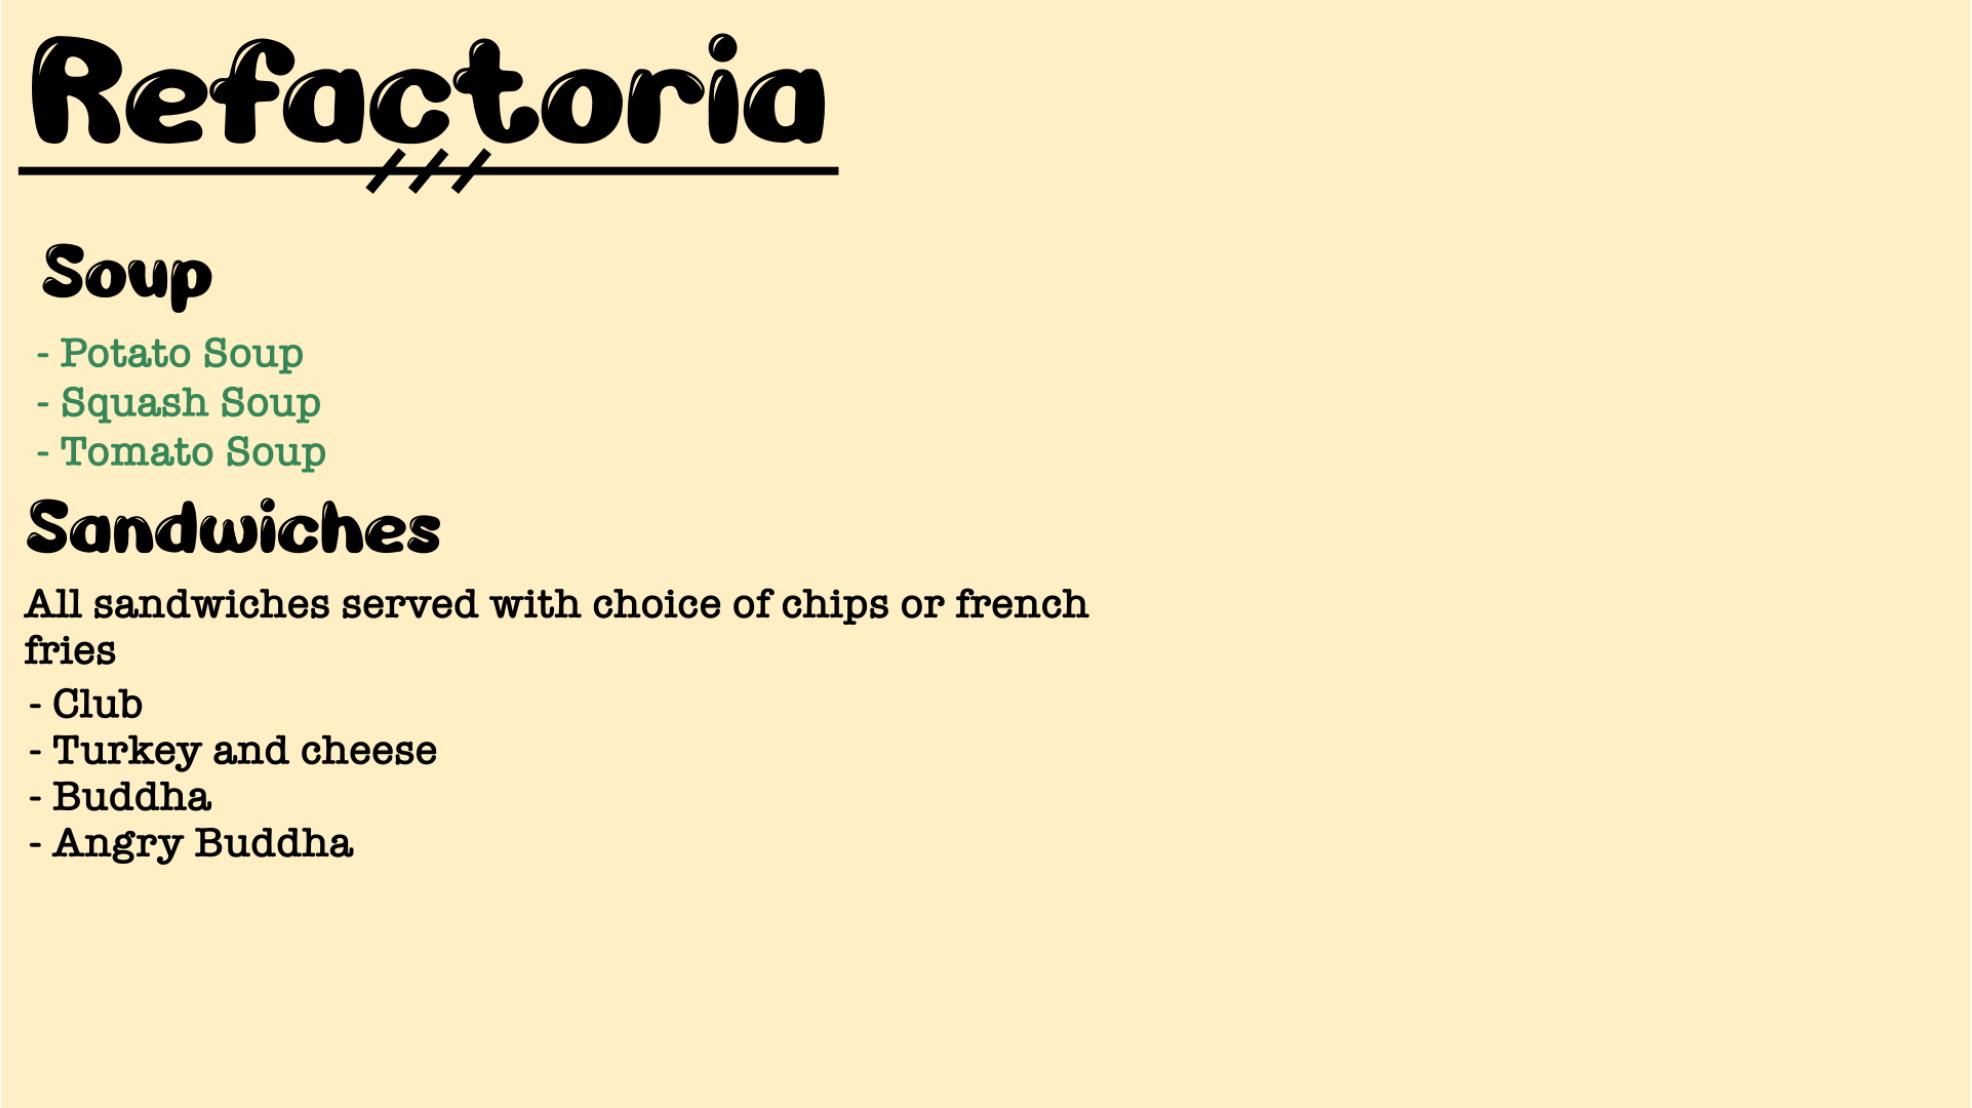 Refactoria
Soup
- Potato Soup
- Squash Soup
- Tomato Soup
Sandwiches
All sandwiches served with choice of chips or french
fries
- Club
- Turkey and cheese
- Buddha
- Angry Buddha